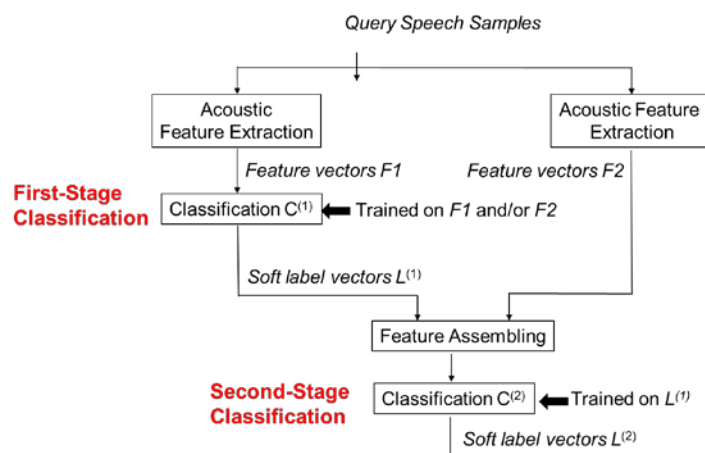 Query Speech Samples
Acoustic
Feature Extraction
Acoustic Feature
Extraction
Feature vectors F1
Feature vectors F2
First-Stage
Classification
Classification C⁽¹⁾
Trained on F1 and/or F2
Soft label vectors L⁽¹⁾
Feature Assembling
Second-Stage
Classification
Classification C⁽²⁾
Trained on L⁽¹⁾
Soft label vectors L⁽²⁾